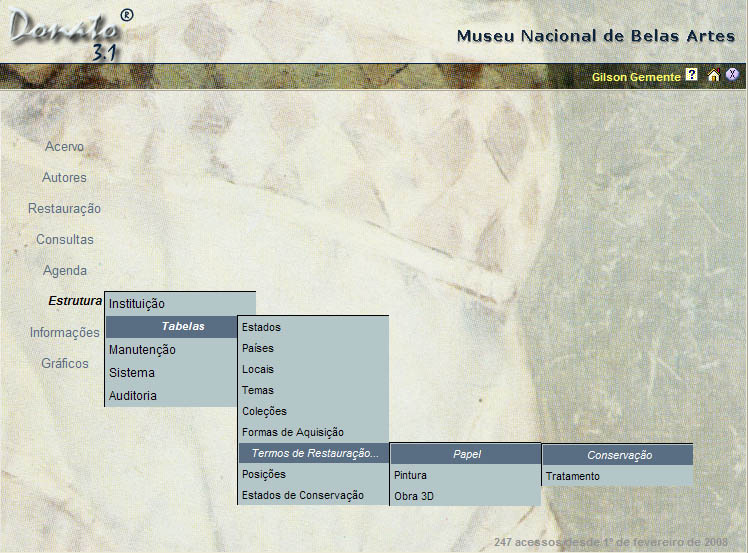 Donato ®
3.1
Museu Nacional de Belas Artes
Gilson Gemente ? X
Acervo
Autores
Restauração
Consultas
Agenda
Estrutura
Informações
Gráficos
Instituição
Tabelas
Manutenção
Sistema
Auditoria
Estados
Países
Locais
Temas
Coleções
Formas de Aquisição
Termos de Restauração...
Posições
Estados de Conservação
Papel
Pintura
Obra 3D
Conservação
Tratamento
247 acessos desde 1º de fevereiro de 2008